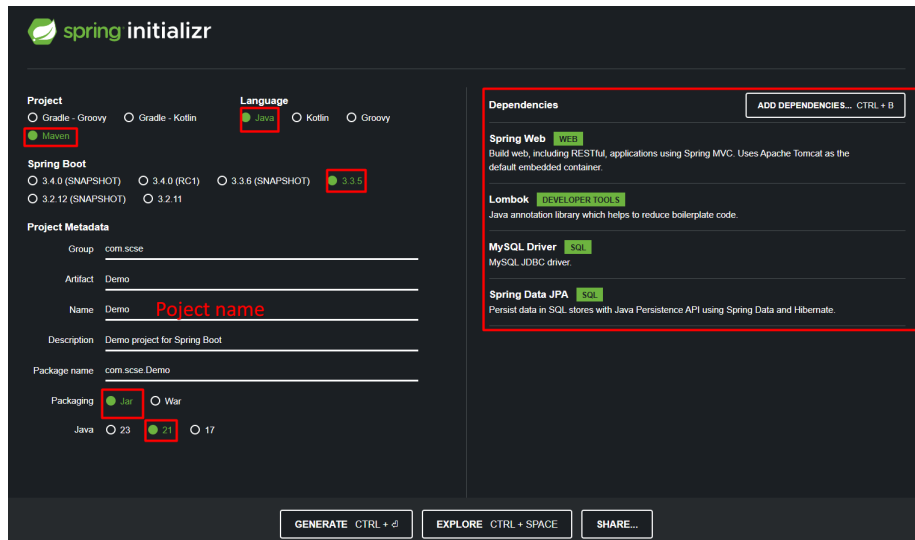 spring initializr
Project
Gradle - Groovy Gradle - Kotlin
Maven
Language
Java Kotlin Groovy
Spring Boot
3.4.0 (SNAPSHOT) 3.4.0 (RC1) 3.3.6 (SNAPSHOT) 3.3.5
3.2.12 (SNAPSHOT) 3.2.11
Project Metadata
Group com.scse
Artifact Demo
Name Demo Poject name
Description Demo project for Spring Boot
Package name com.scse.Demo
Packaging Jar War
Java 23 21 17
Dependencies ADD DEPENDENCIES... CTRL + B
Spring Web WEB
Build web, including RESTful, applications using Spring MVC. Uses Apache Tomcat as the
default embedded container.
Lombok DEVELOPER TOOLS
Java annotation library which helps to reduce boilerplate code.
MySQL Driver SQL
MySQL JDBC driver.
Spring Data JPA SQL
Persist data in SQL stores with Java Persistence API using Spring Data and Hibernate.
GENERATE CTRL + ⏎ EXPLORE CTRL + SPACE SHARE...